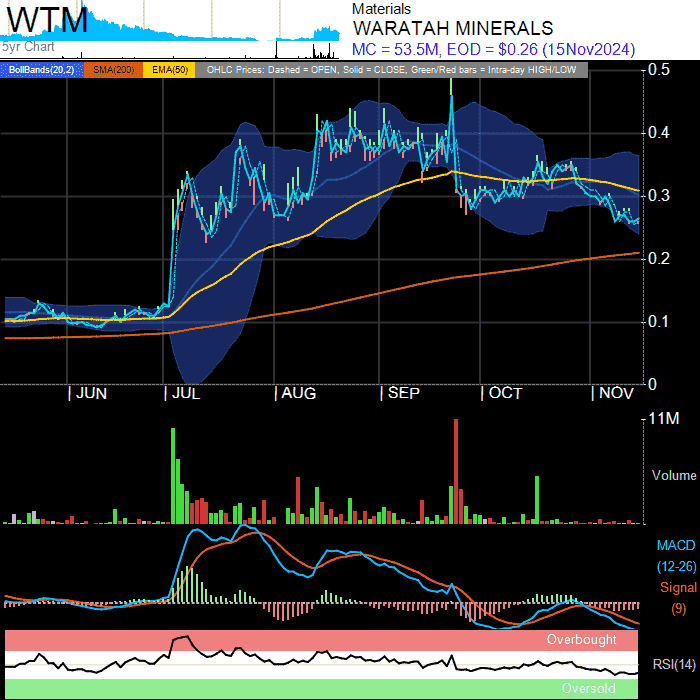 WTM
5yr Chart
Materials
WARATAH MINERALS
MC = 53.5M, EOD = $0.26 (15Nov2024)
BollBands(20,2) SMA(200) EMA(50) OHLC Prices: Dashed = OPEN, Solid = CLOSE, Green/Red bars = Intra-day HIGH/LOW
0.5
0.4
0.3
0.2
0.1
0
JUN JUL AUG SEP OCT NOV
11M
Volume
MACD
(12-26)
Signal
(9)
Overbought
RSI(14)
Oversold